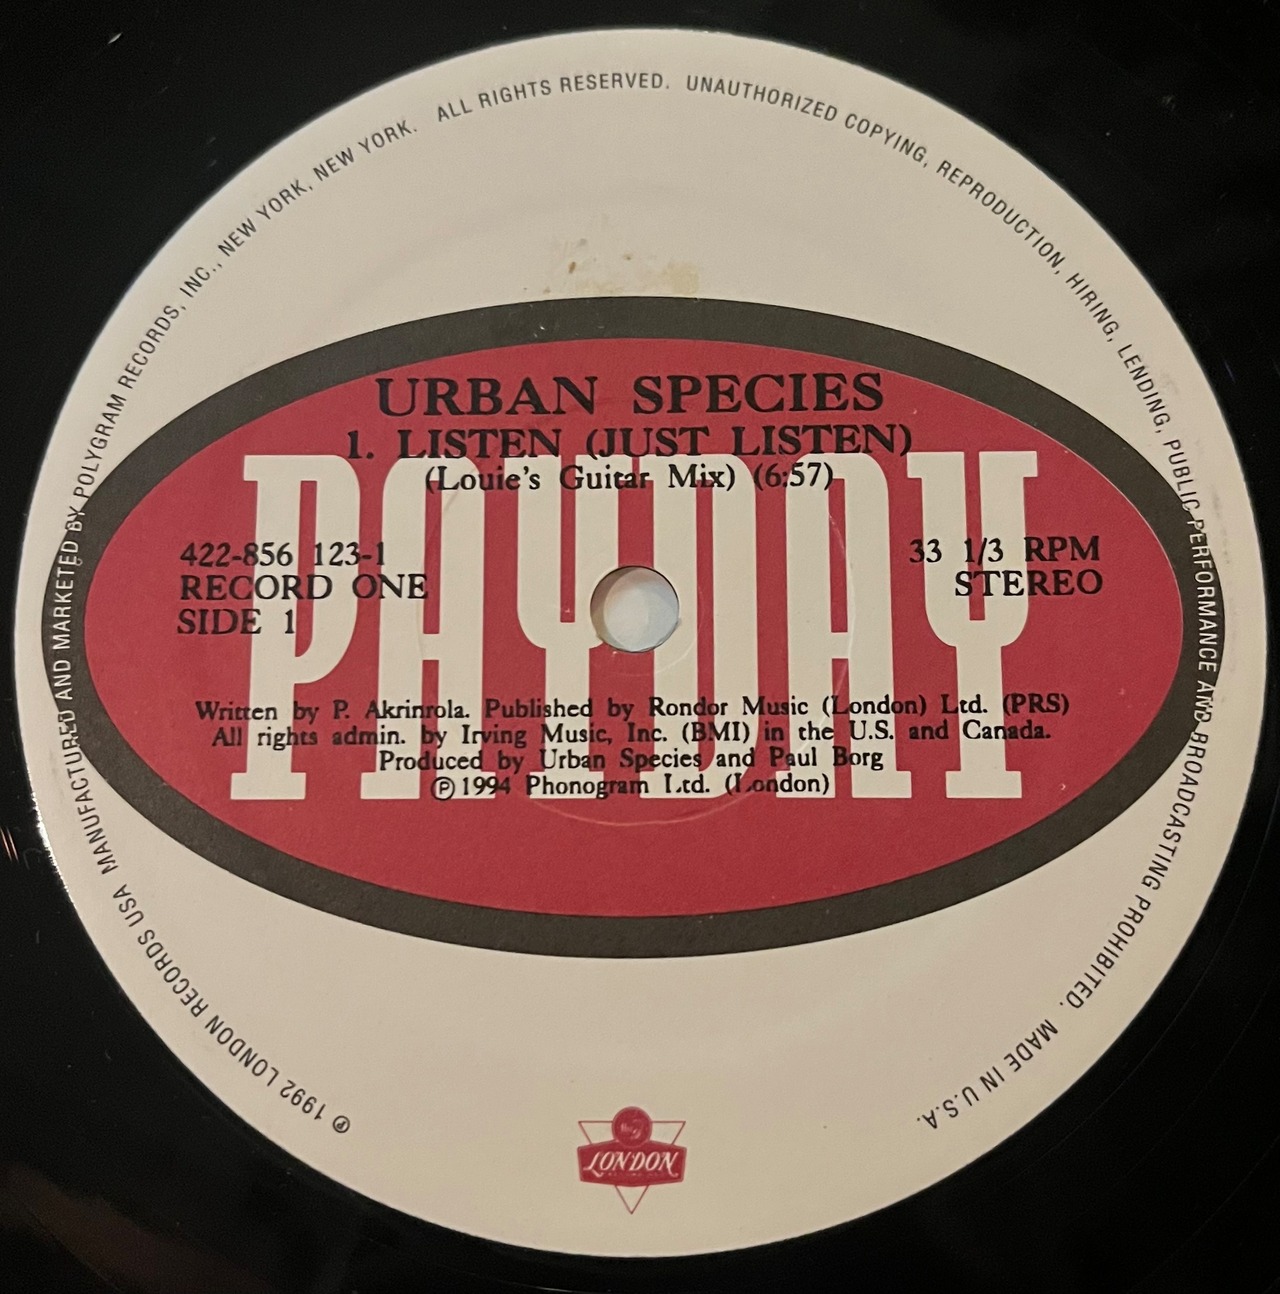 URBAN SPECIES
1. LISTEN (JUST LISTEN)
(Louie's Guitar Mix) (6:57)
PAYDAY
422-856 123-1
RECORD ONE
SIDE 1
33 1/3 RPM
STEREO
Written by P. Akrinrola. Published by Rondor Music (London) Ltd. (PRS)
All rights admin. by Irving Music, Inc. (BMI) in the U.S. and Canada.
Produced by Urban Species and Paul Borg
℗1994 Phonogram Ltd. (London)
℗ 1992 LONDON RECORDS USA MANUFACTURED AND MARKETED BY POLYGRAM RECORDS, INC., NEW YORK, NEW YORK. ALL RIGHTS RESERVED. UNAUTHORIZED COPYING, REPRODUCTION, HIRING, LENDING, PUBLIC PERFORMANCE AND BROADCASTING PROHIBITED. MADE IN U.S.A.
LONDON